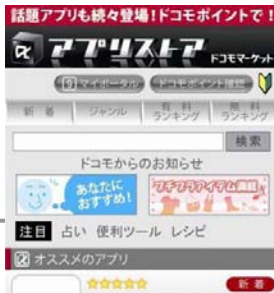 話題アプリも続々登場!ドコモポイントで!
アプリストア ドコモマーケット
マイポータル ドコモポイント確認
新着 ジャンル 有料ランキング 無料ランキング
検索
ドコモからのお知らせ
あなたに
おすすめ! プチプラアイテム満載
注目 占い 便利ツール レシピ
オススメのアプリ
新着